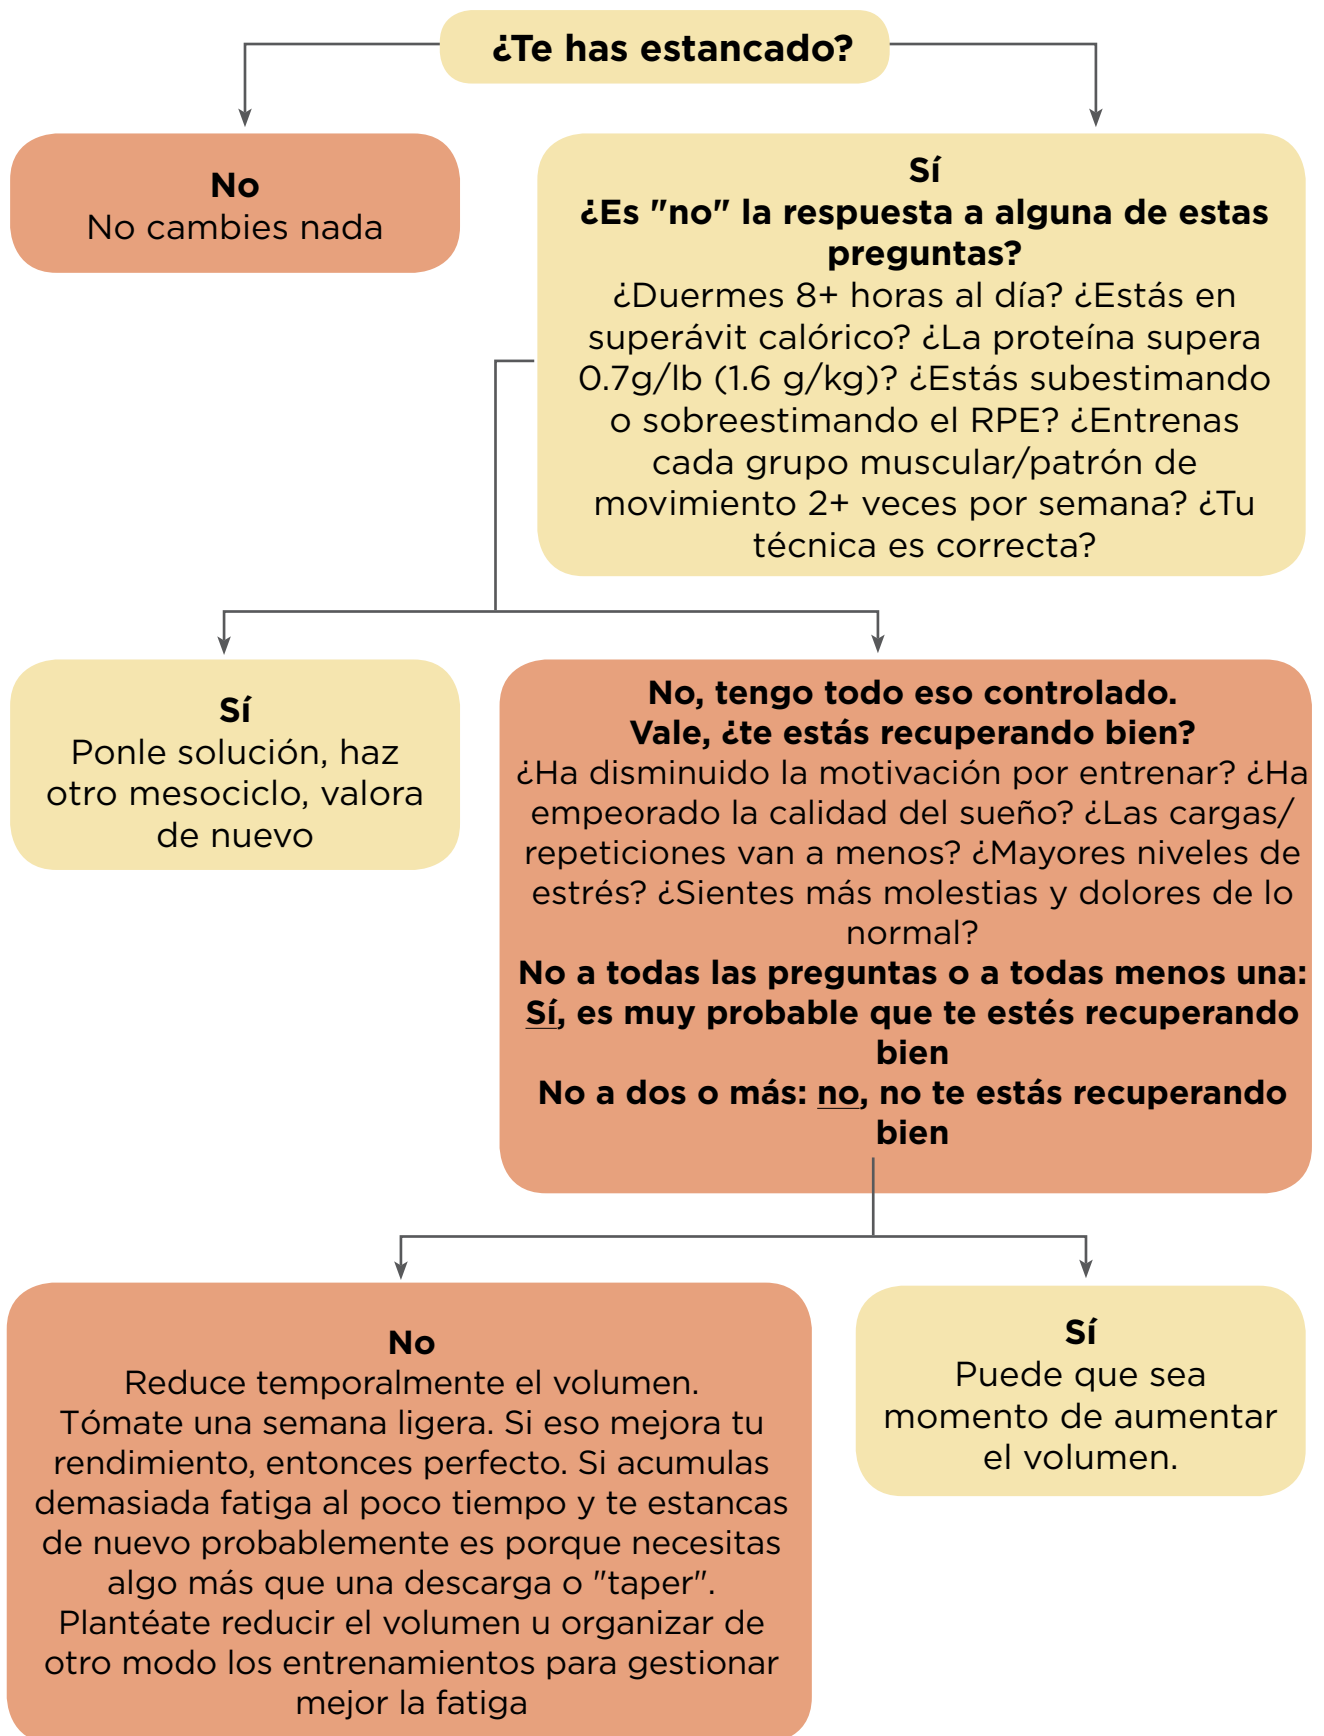 ¿Te has estancado?
No
No cambies nada
Sí
¿Es "no" la respuesta a alguna de estas
preguntas?
¿Duermes 8+ horas al día? ¿Estás en
superávit calórico? ¿La proteína supera
0.7g/lb (1.6 g/kg)? ¿Estás subestimando
o sobreestimando el RPE? ¿Entrenas
cada grupo muscular/patrón de
movimiento 2+ veces por semana? ¿Tu
técnica es correcta?
Sí
Ponle solución, haz
otro mesociclo, valora
de nuevo
No, tengo todo eso controlado.
Vale, ¿te estás recuperando bien?
¿Ha disminuido la motivación por entrenar? ¿Ha
empeorado la calidad del sueño? ¿Las cargas/
repeticiones van a menos? ¿Mayores niveles de
estrés? ¿Sientes más molestias y dolores de lo
normal?
No a todas las preguntas o a todas menos una:
Sí, es muy probable que te estés recuperando
bien
No a dos o más: no, no te estás recuperando
bien
No
Reduce temporalmente el volumen.
Tómate una semana ligera. Si eso mejora tu
rendimiento, entonces perfecto. Si acumulas
demasiada fatiga al poco tiempo y te estancas
de nuevo probablemente es porque necesitas
algo más que una descarga o "taper".
Plantéate reducir el volumen u organizar de
otro modo los entrenamientos para gestionar
mejor la fatiga
Sí
Puede que sea
momento de aumentar
el volumen.